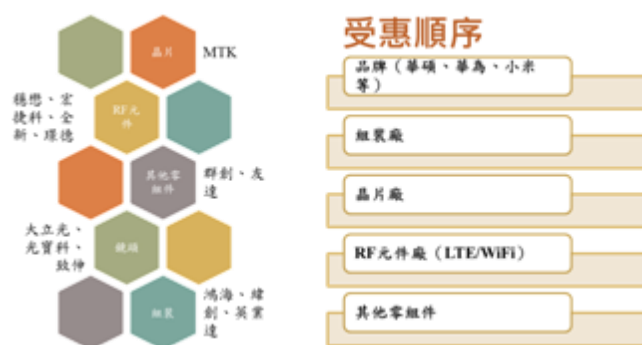 晶片
MTK
RF元
件
穩懋、宏
捷科、全
新、環德
其他零
組件
群創、友
達
鏡頭
大立光、
光寶科、
致伸
組裝
鴻海、緯
創、英業
達
受惠順序
品牌（華碩、華為、小米
等）
組裝廠
晶片廠
RF元件廠（LTE/WiFi）
其他零組件